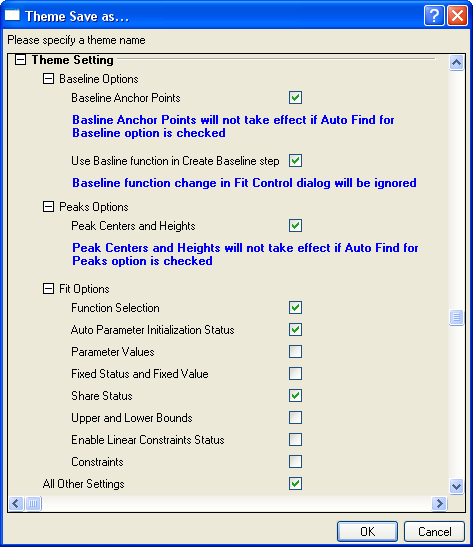 Theme Save as...
Please specify a theme name
Theme Setting
Baseline Options
Baseline Anchor Points
Basline Anchor Points will not take effect if Auto Find for
Baseline option is checked
Use Basline function in Create Baseline step
Baseline function change in Fit Control dialog will be ignored
Peaks Options
Peak Centers and Heights
Peak Centers and Heights will not take effect if Auto Find for
Peaks option is checked
Fit Options
Function Selection
Auto Parameter Initialization Status
Parameter Values
Fixed Status and Fixed Value
Share Status
Upper and Lower Bounds
Enable Linear Constraints Status
Constraints
All Other Settings
OK Cancel